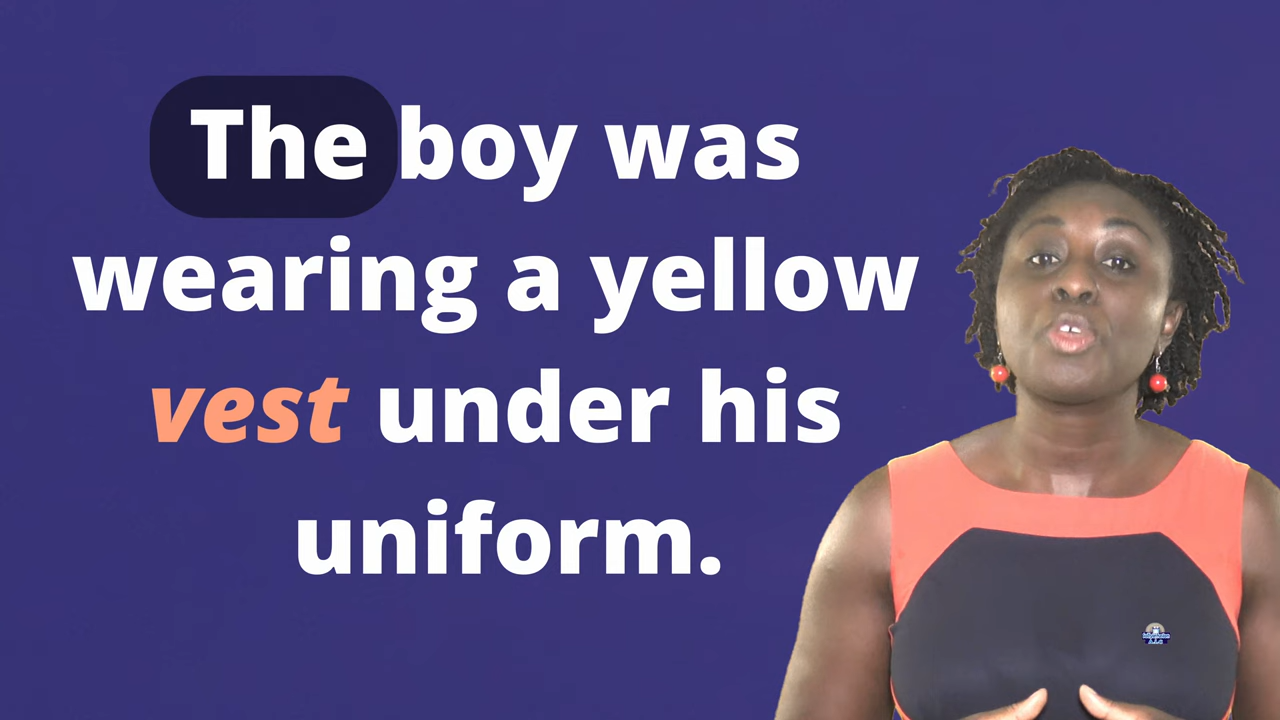 The boy was
wearing a yellow
vest under his
uniform.